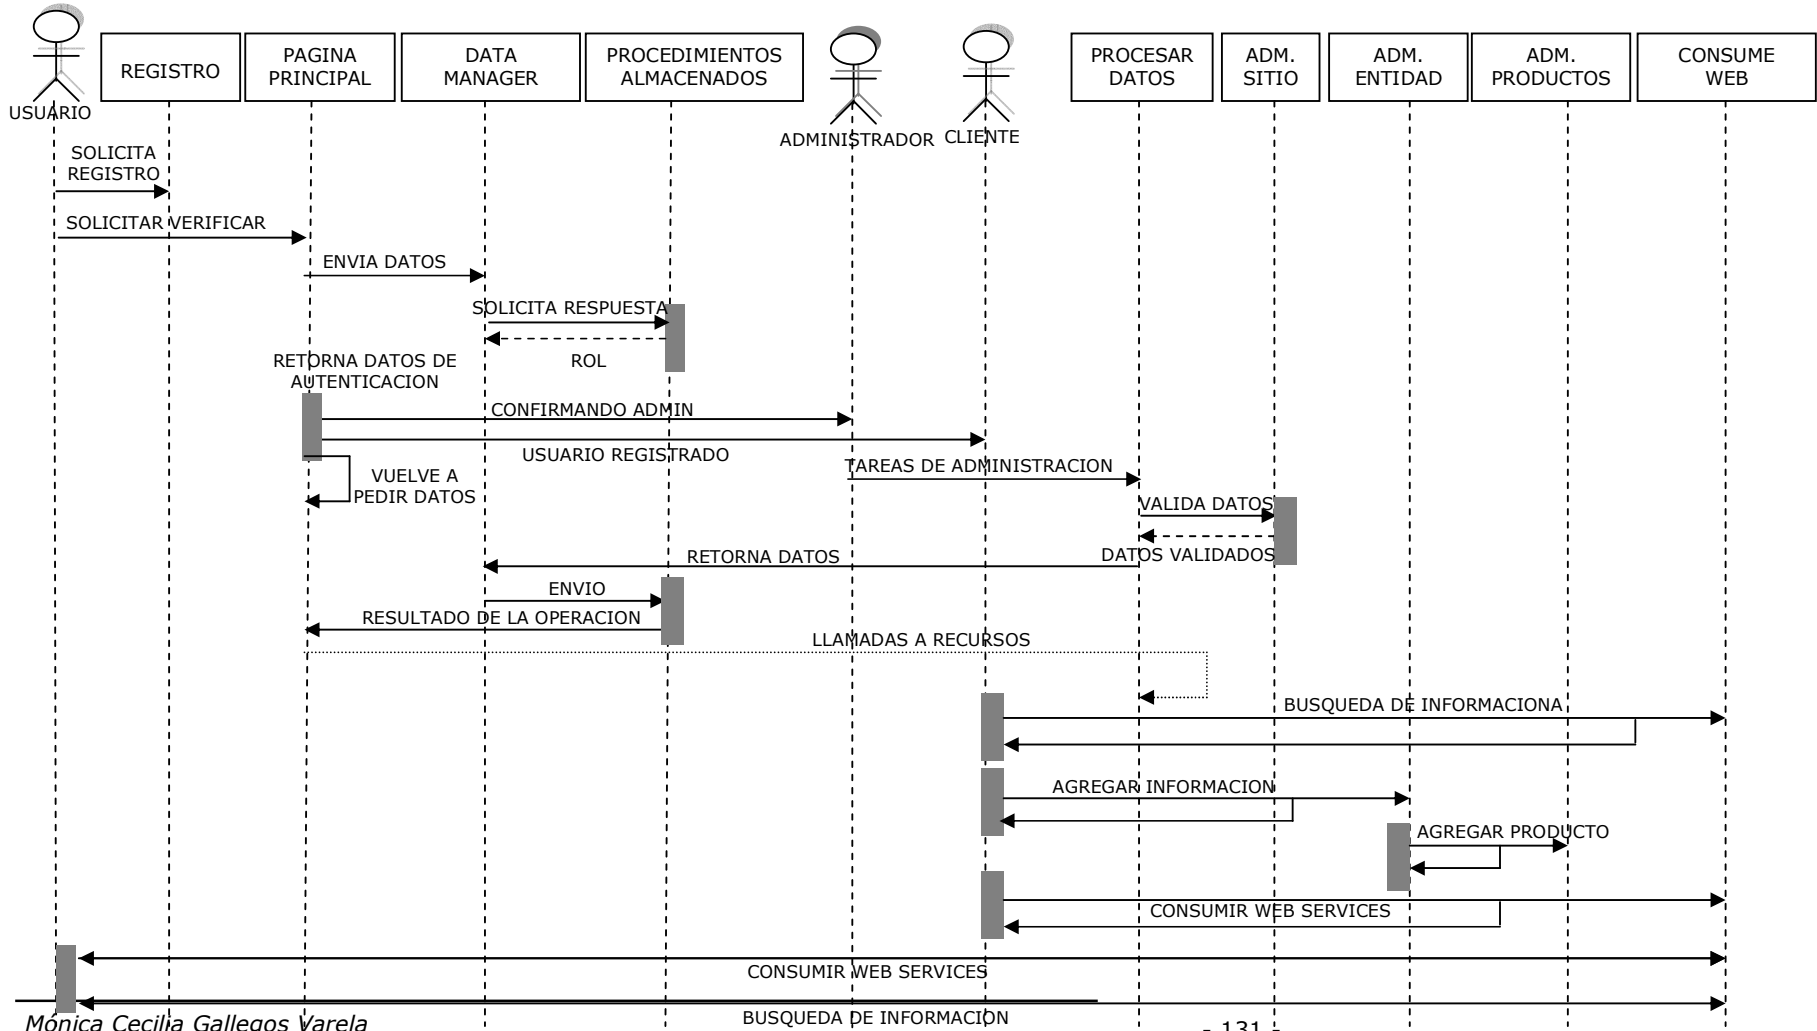 USUARIO
REGISTRO
PAGINA
PRINCIPAL
DATA
MANAGER
PROCEDIMIENTOS
ALMACENADOS
ADMINISTRADOR
CLIENTE
PROCESAR
DATOS
ADM.
SITIO
ADM.
ENTIDAD
ADM.
PRODUCTOS
CONSUME
WEB
SOLICITA
REGISTRO
SOLICITAR VERIFICAR
ENVIA DATOS
SOLICITA RESPUESTA
ROL
RETORNA DATOS DE
AUTENTICACION
CONFIRMANDO ADMIN
USUARIO REGISTRADO
VUELVE A
PEDIR DATOS
TAREAS DE ADMINISTRACION
VALIDA DATOS
DATOS VALIDADOS
RETORNA DATOS
ENVIO
RESULTADO DE LA OPERACION
LLAMADAS A RECURSOS
BUSQUEDA DE INFORMACIONA
AGREGAR INFORMACION
AGREGAR PRODUCTO
CONSUMIR WEB SERVICES
CONSUMIR WEB SERVICES
BUSQUEDA DE INFORMACION
Mónica Cecilia Gallegos Varela
- 131 -